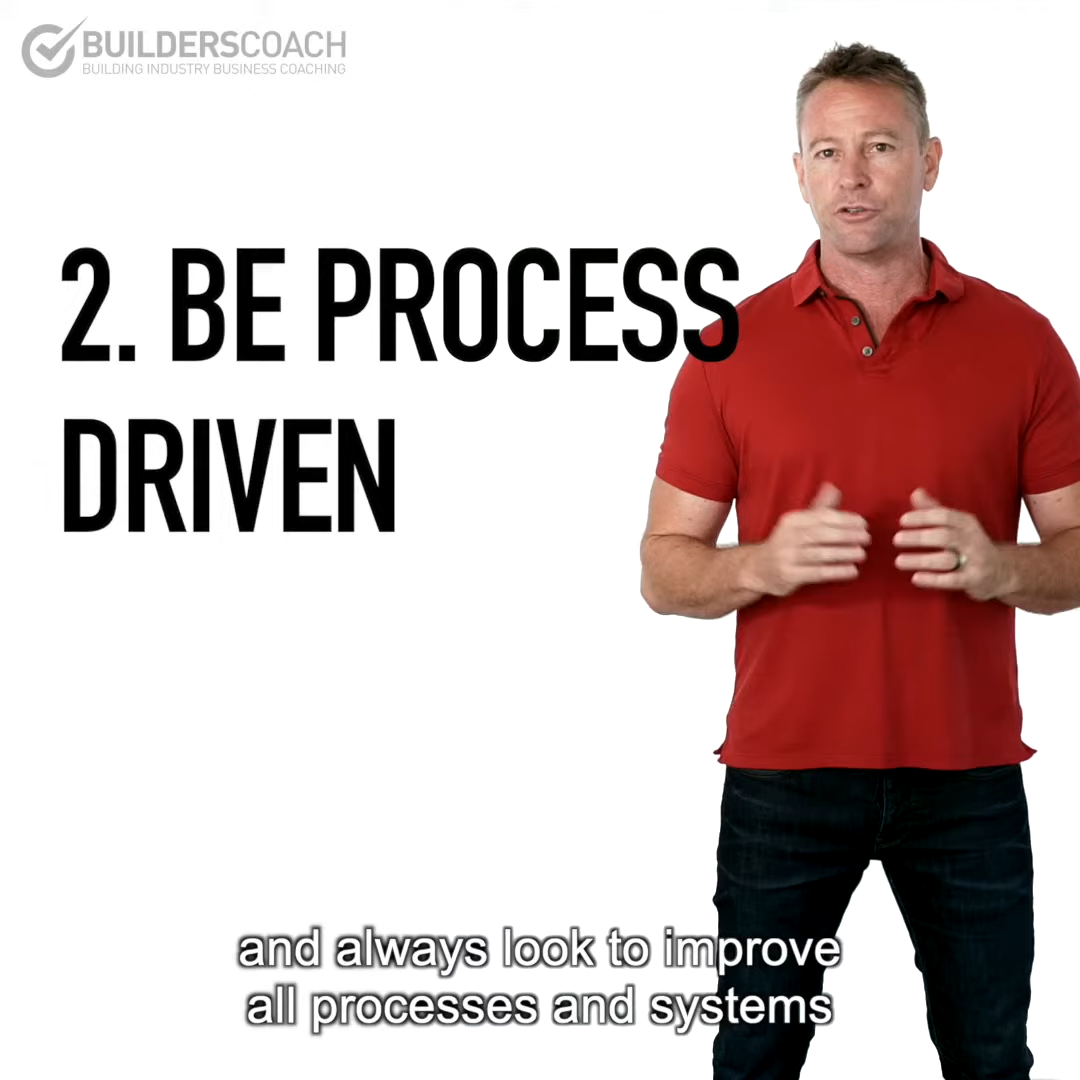 BUILDERSCOACH
BUILDING INDUSTRY BUSINESS COACHING
2. BE PROCESS
DRIVEN
and always look to improve
all processes and systems